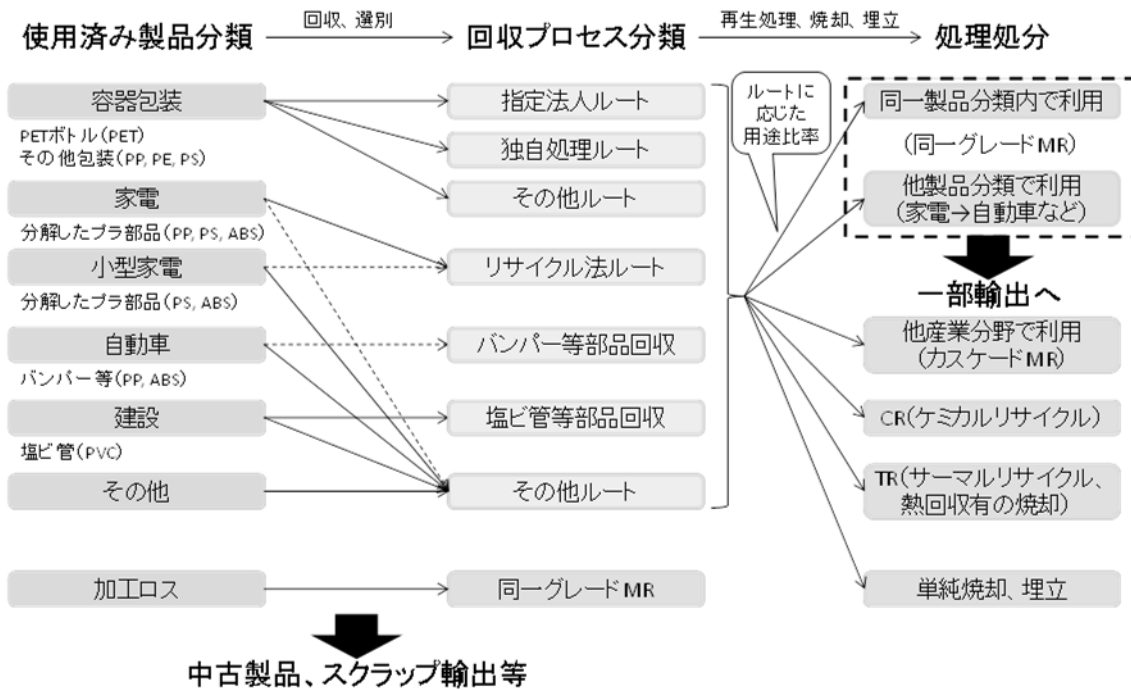 使用済み製品分類
回収、選別
回収プロセス分類
再生処理、焼却、埋立
処理処分
容器包装
PETボトル(PET)
その他包装(PP, PE, PS)
家電
分解したプラ部品(PP, PS, ABS)
小型家電
分解したプラ部品(PS, ABS)
自動車
バンパー等(PP, ABS)
建設
塩ビ管(PVC)
その他
加工ロス
指定法人ルート
独自処理ルート
その他ルート
リサイクル法ルート
バンパー等部品回収
塩ビ管等部品回収
その他ルート
同一グレードMR
ルートに
応じた
用途比率
同一製品分類内で利用
(同一グレードMR)
他製品分類で利用
(家電→自動車など)
一部輸出へ
他産業分野で利用
(カスケードMR)
CR(ケミカルリサイクル)
TR(サーマルリサイクル、
熱回収有の焼却)
単純焼却、埋立
中古製品、スクラップ輸出等